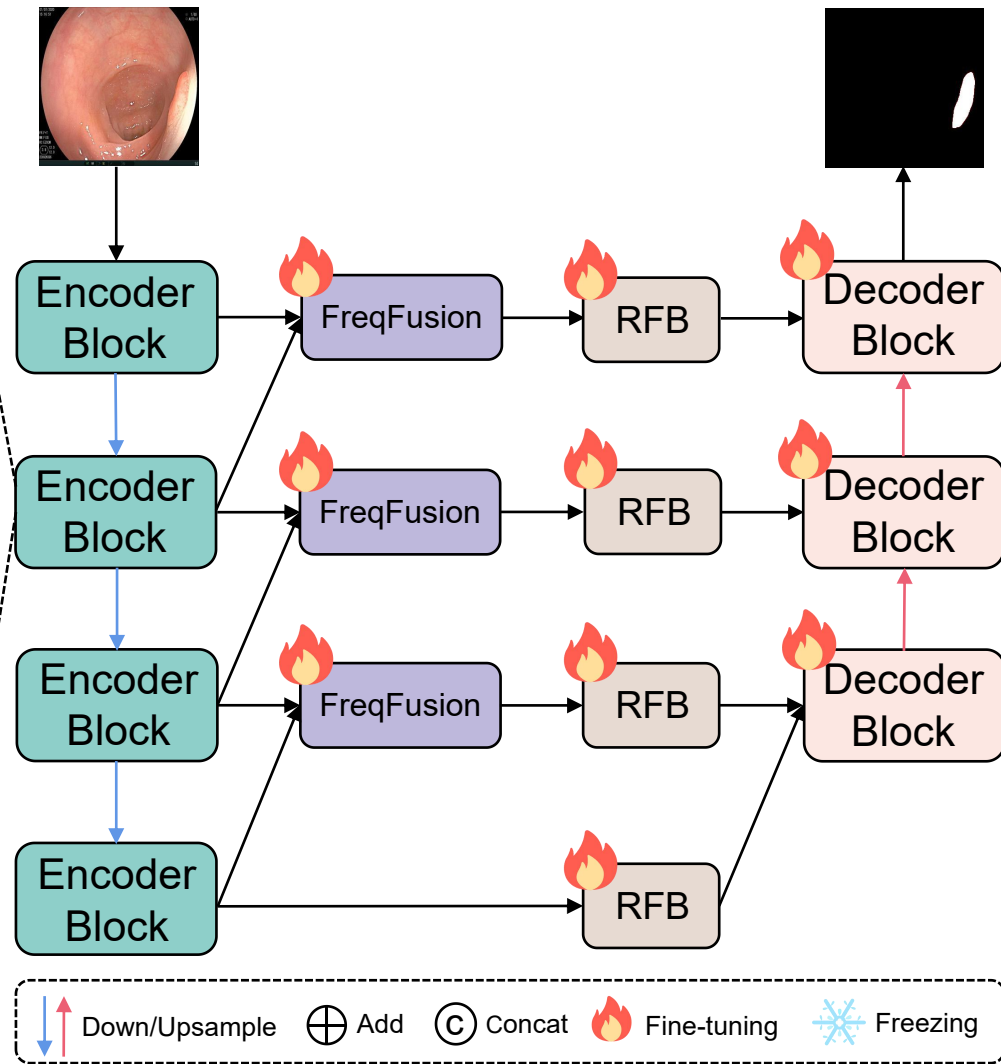 Encoder
Block
FreqFusion
RFB
Decoder
Block
Encoder
Block
FreqFusion
RFB
Decoder
Block
Encoder
Block
FreqFusion
RFB
Decoder
Block
Encoder
Block
RFB
Down/Upsample
Add
C Concat
Fine-tuning
Freezing